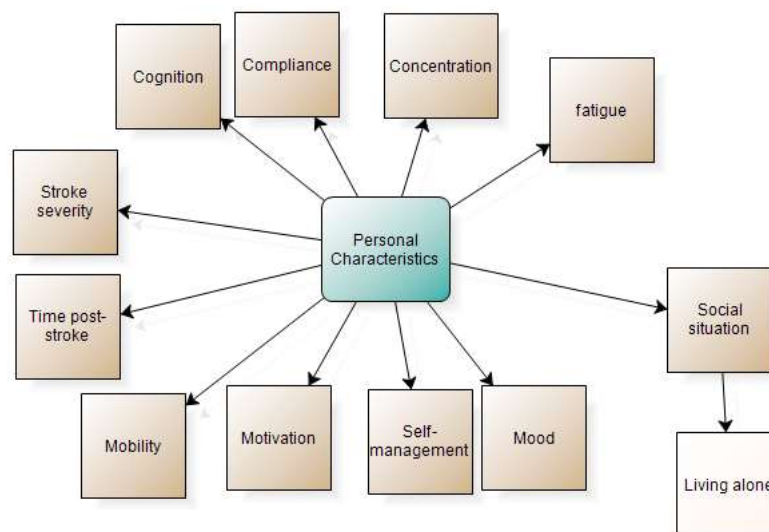 Cognition
Compliance
Concentration
fatigue
Stroke
severity
Personal
Characteristics
Time post-
stroke
Social
situation
Mobility
Motivation
Self-
management
Mood
Living alone